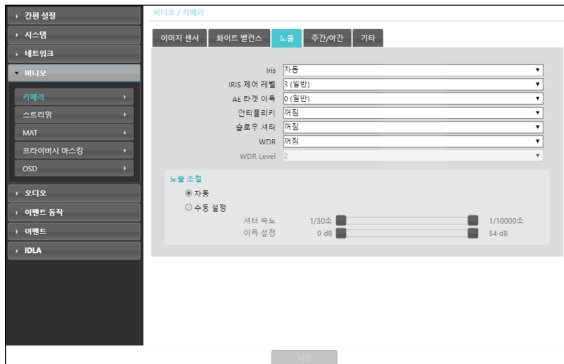 간편 설정
시스템
네트워크
비디오
카메라
스트리밍
MAT
프라이버시 마스킹
OSD
오디오
이벤트 동작
이벤트
IDLA
비디오 / 카메라
이미지 센서
화이트 밸런스
노출
주간/야간
기타
Iris 자동
IRIS 제어 레벨 3 (일반)
AE 타겟 이득 0 (일반)
안티플리커 꺼짐
슬로우 셔터 꺼짐
WDR 꺼짐
WDR Level 2
노출 조절
자동
수동 설정
셔터 속도 1/30초 1/10000초
이득 설정 0 dB 54 dB
저장